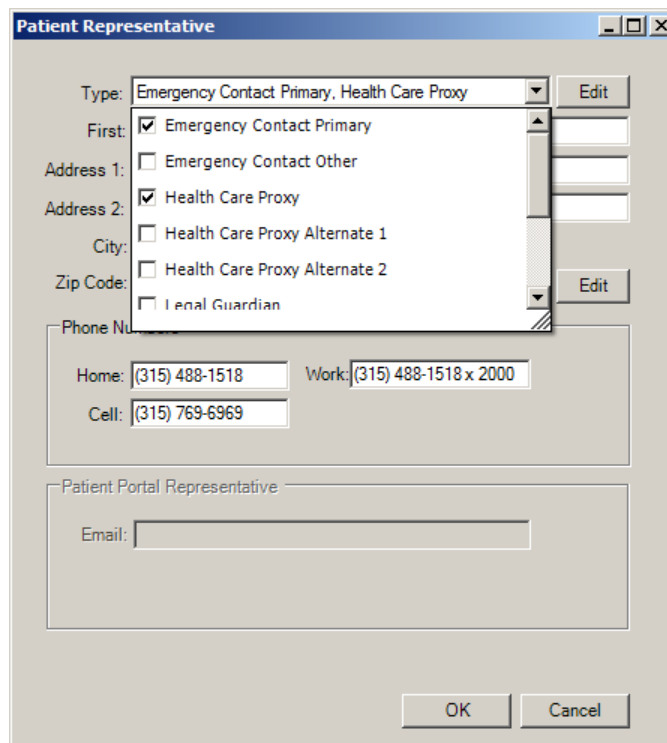 Patient Representative
Type: Emergency Contact Primary, Health Care Proxy Edit
First: Emergency Contact Primary
Emergency Contact Other
Address 1:
Health Care Proxy
Address 2:
Health Care Proxy Alternate 1
City:
Health Care Proxy Alternate 2
Zip Code: Edit
Legal Guardian
Phone Numbers
Home: (315) 488-1518 Work: (315) 488-1518 x 2000
Cell: (315) 769-6969
Patient Portal Representative
Email:
OK Cancel